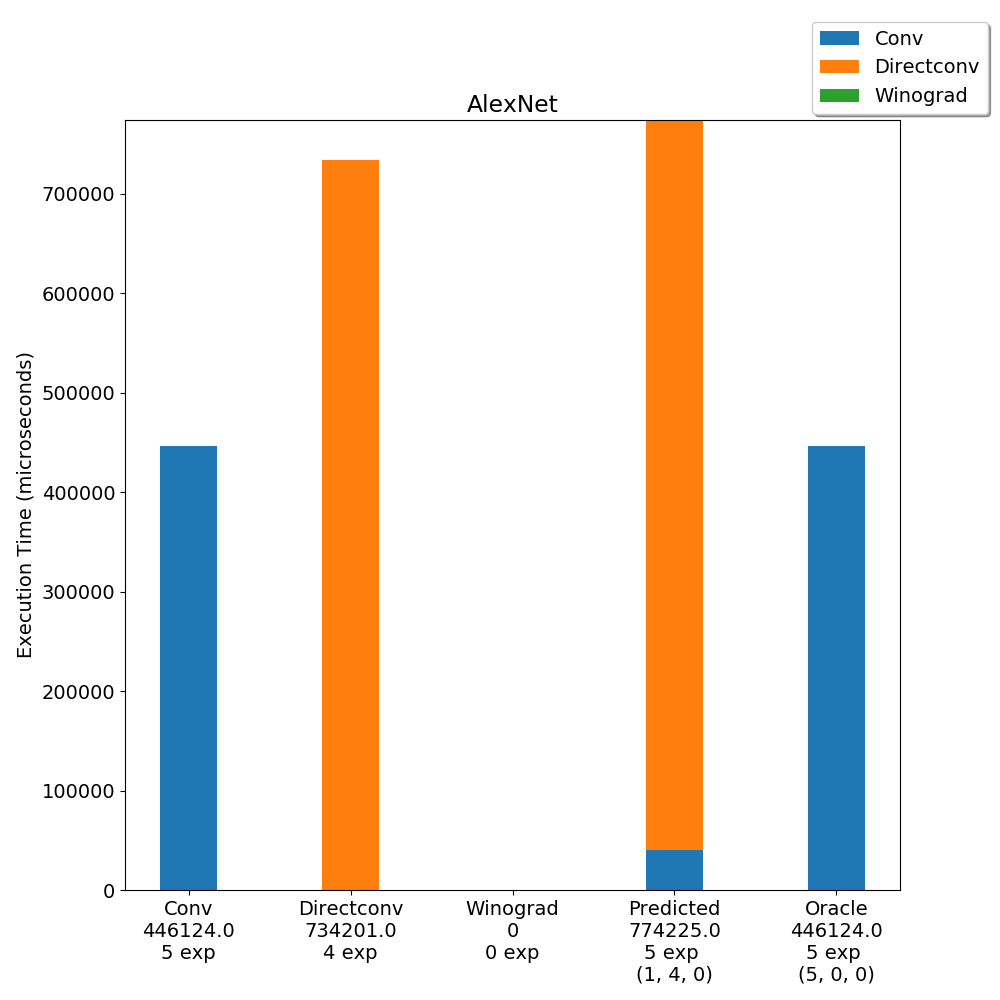 Conv
Directconv
Winograd
AlexNet
Execution Time (microseconds)
700000
600000
500000
400000
300000
200000
100000
0
Conv
446124.0
5 exp
Directconv
734201.0
4 exp
Winograd
0
0 exp
Predicted
774225.0
5 exp
(1, 4, 0)
Oracle
446124.0
5 exp
(5, 0, 0)